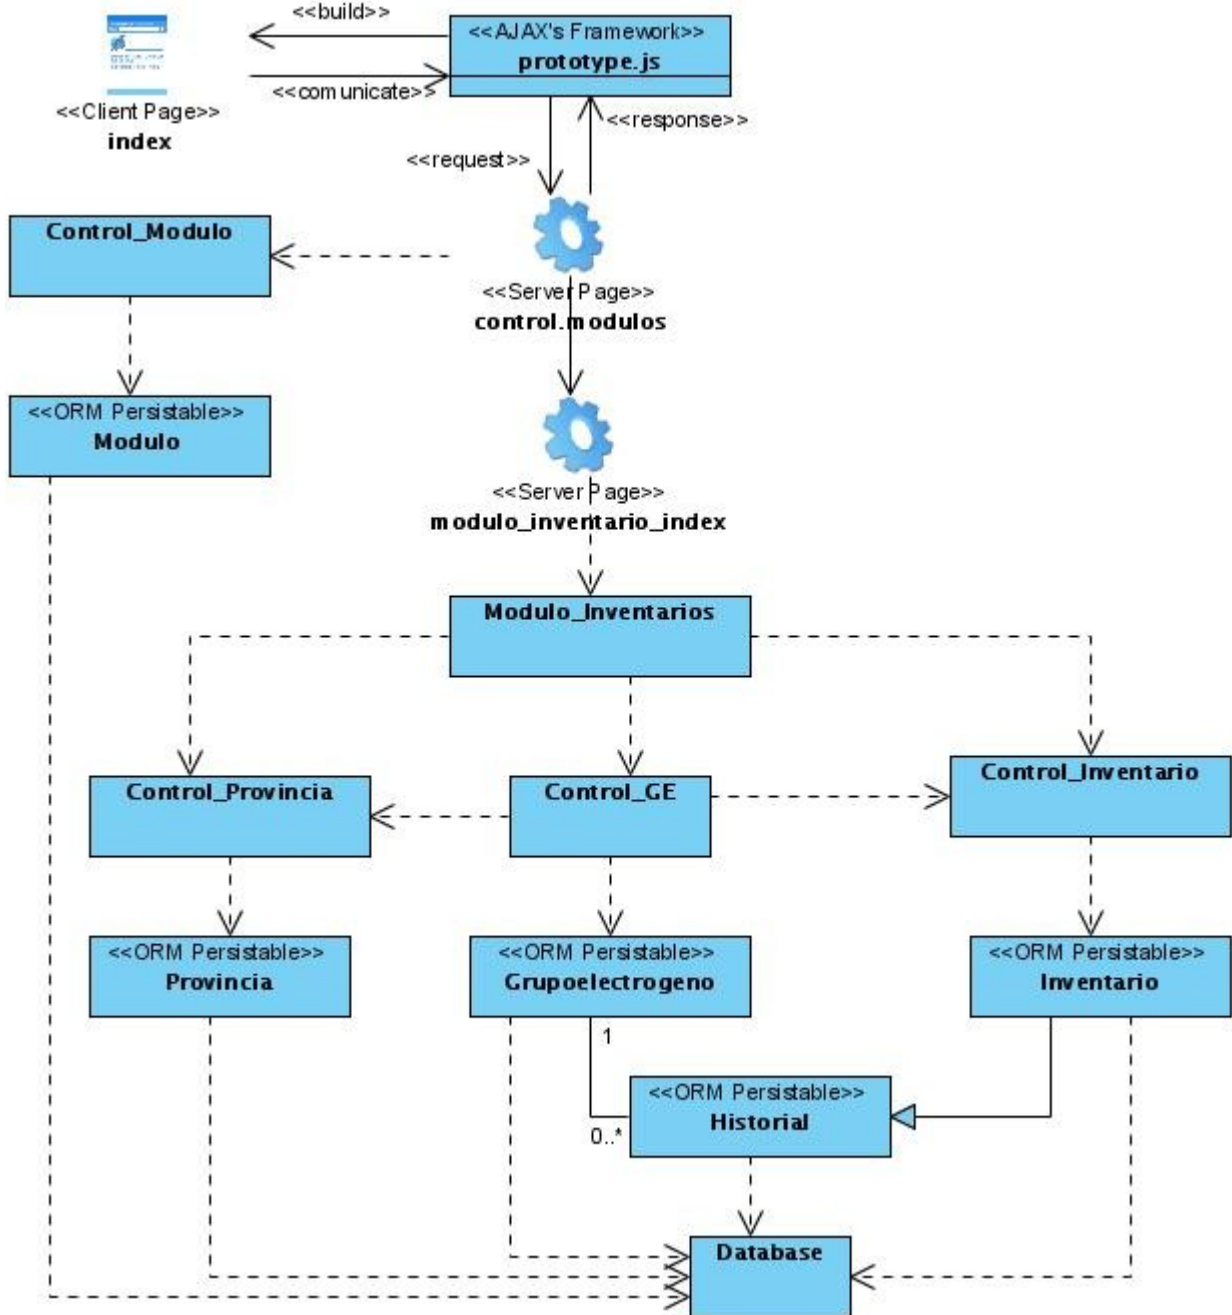 <<build>>
<<AJAX's Framework>>
prototype.js
<<comunicate>>
<<Client Page>>
index
<<response>>
<<request>>
Control_Modulo
<<Server Page>>
control.modulos
<<ORM Persistable>>
Modulo
<<Server Page>>
modulo_inventario_index
Modulo_Inventarios
Control_Provincia
Control_GE
Control_Inventario
<<ORM Persistable>>
Provincia
<<ORM Persistable>>
Grupoelectrogeno
<<ORM Persistable>>
Inventario
1
<<ORM Persistable>>
Historial
0..*
Database